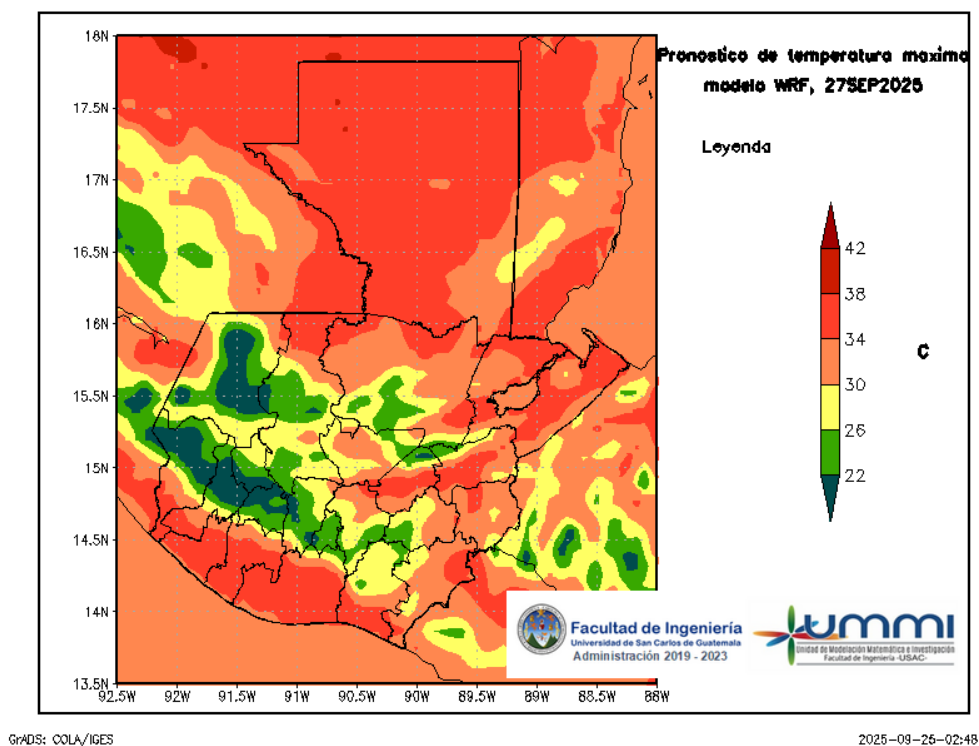 Pronostico de temperatura maxima
modelo WRF, 27SEP2025
Leyenda
42
38
34
30
26
22
C
18N
17.5N
17N
16.5N
16N
15.5N
15N
14.5N
14N
13.5N
92.5W
92W
91.5W
91W
90.5W
90W
89.5W
89W
88.5W
88W
Facultad de Ingeniería
Universidad de San Carlos de Guatemala
Administración 2019 - 2023
ummi
Unidad de Modelación Matemática e Investigación
Facultad de Ingeniería -USAC-
GrADS: COLA/IGES
2025-09-26-02:48